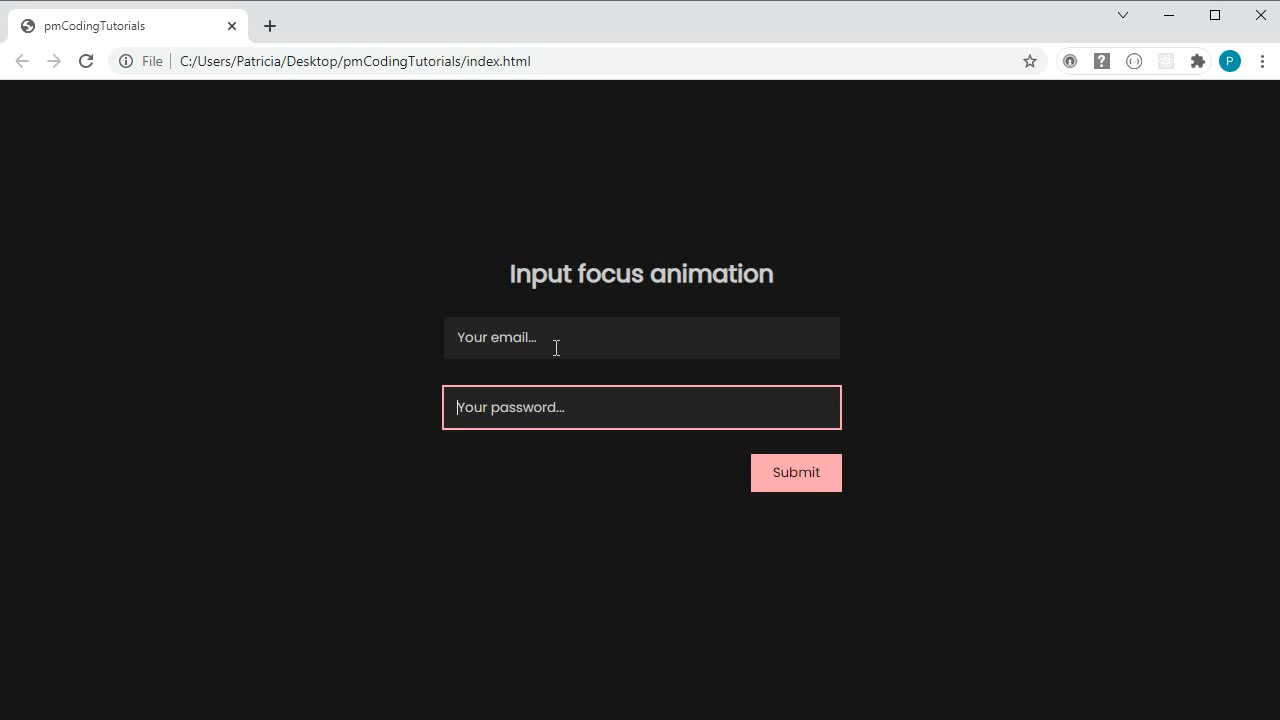 pmCodingTutorials
File C:/Users/Patricia/Desktop/pmCodingTutorials/index.html
P
Input focus animation
Your email...
Your password...
Submit